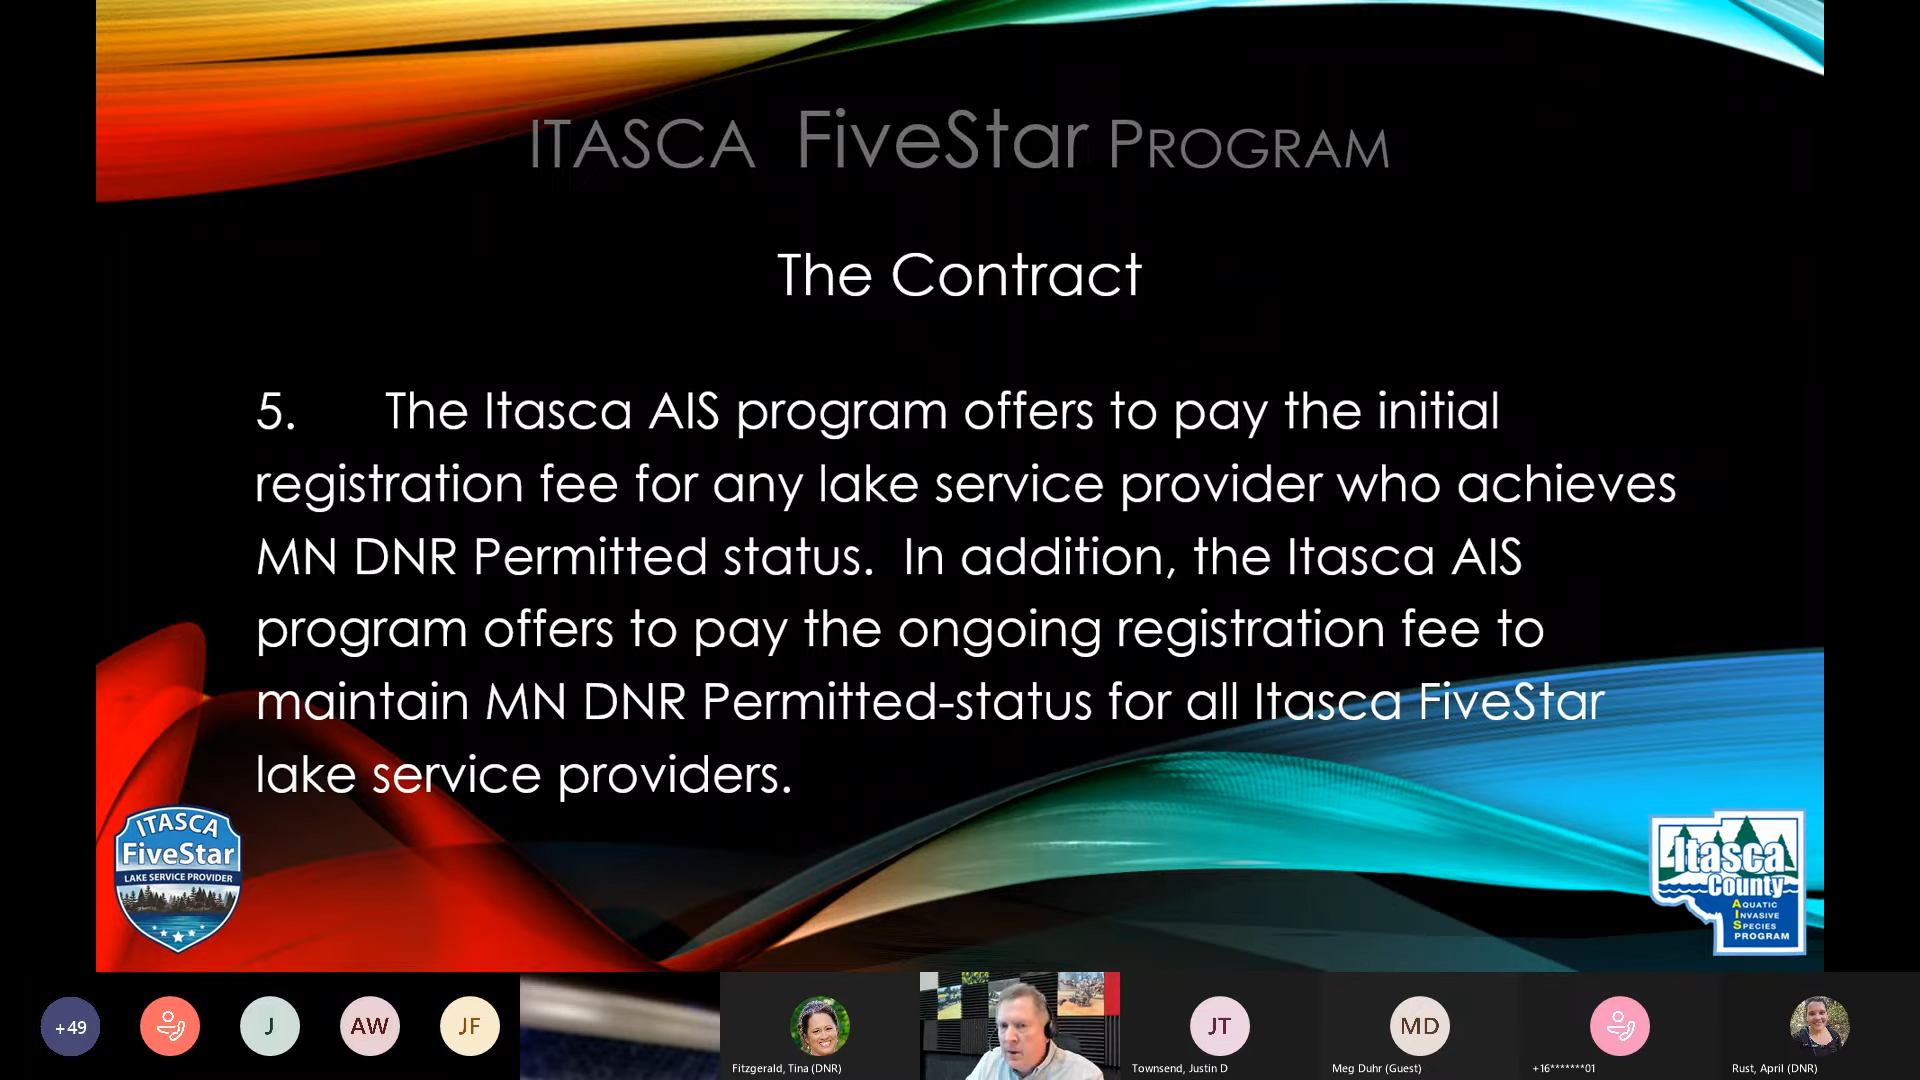 ITASCA FiveStar PROGRAM
The Contract
5. The Itasca AIS program offers to pay the initial
registration fee for any lake service provider who achieves
MN DNR Permitted status. In addition, the Itasca AIS
program offers to pay the ongoing registration fee to
maintain MN DNR Permitted-status for all Itasca FiveStar
lake service providers.
ITASCA
FiveStar
LAKE SERVICE PROVIDER
Itasca
County
AQUATIC
INVASIVE
SPECIES
PROGRAM
+49
J
AW
JF
Fitzgerald, Tina (DNR)
JT
Townsend, Justin D
MD
Meg Duhr (Guest)
+16*******01
Rust, April (DNR)